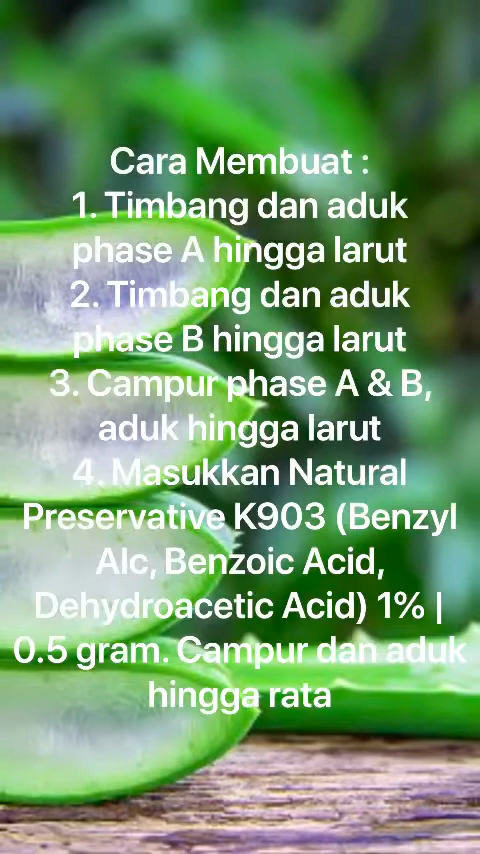 Cara Membuat :
1. Timbang dan aduk
phase A hingga larut
2. Timbang dan aduk
phase B hingga larut
3. Campur phase A & B,
aduk hingga larut
4. Masukkan Natural
Preservative K903 (Benzyl
Alc, Benzoic Acid,
Dehydroacetic Acid) 1% |
0.5 gram. Campur dan aduk
hingga rata